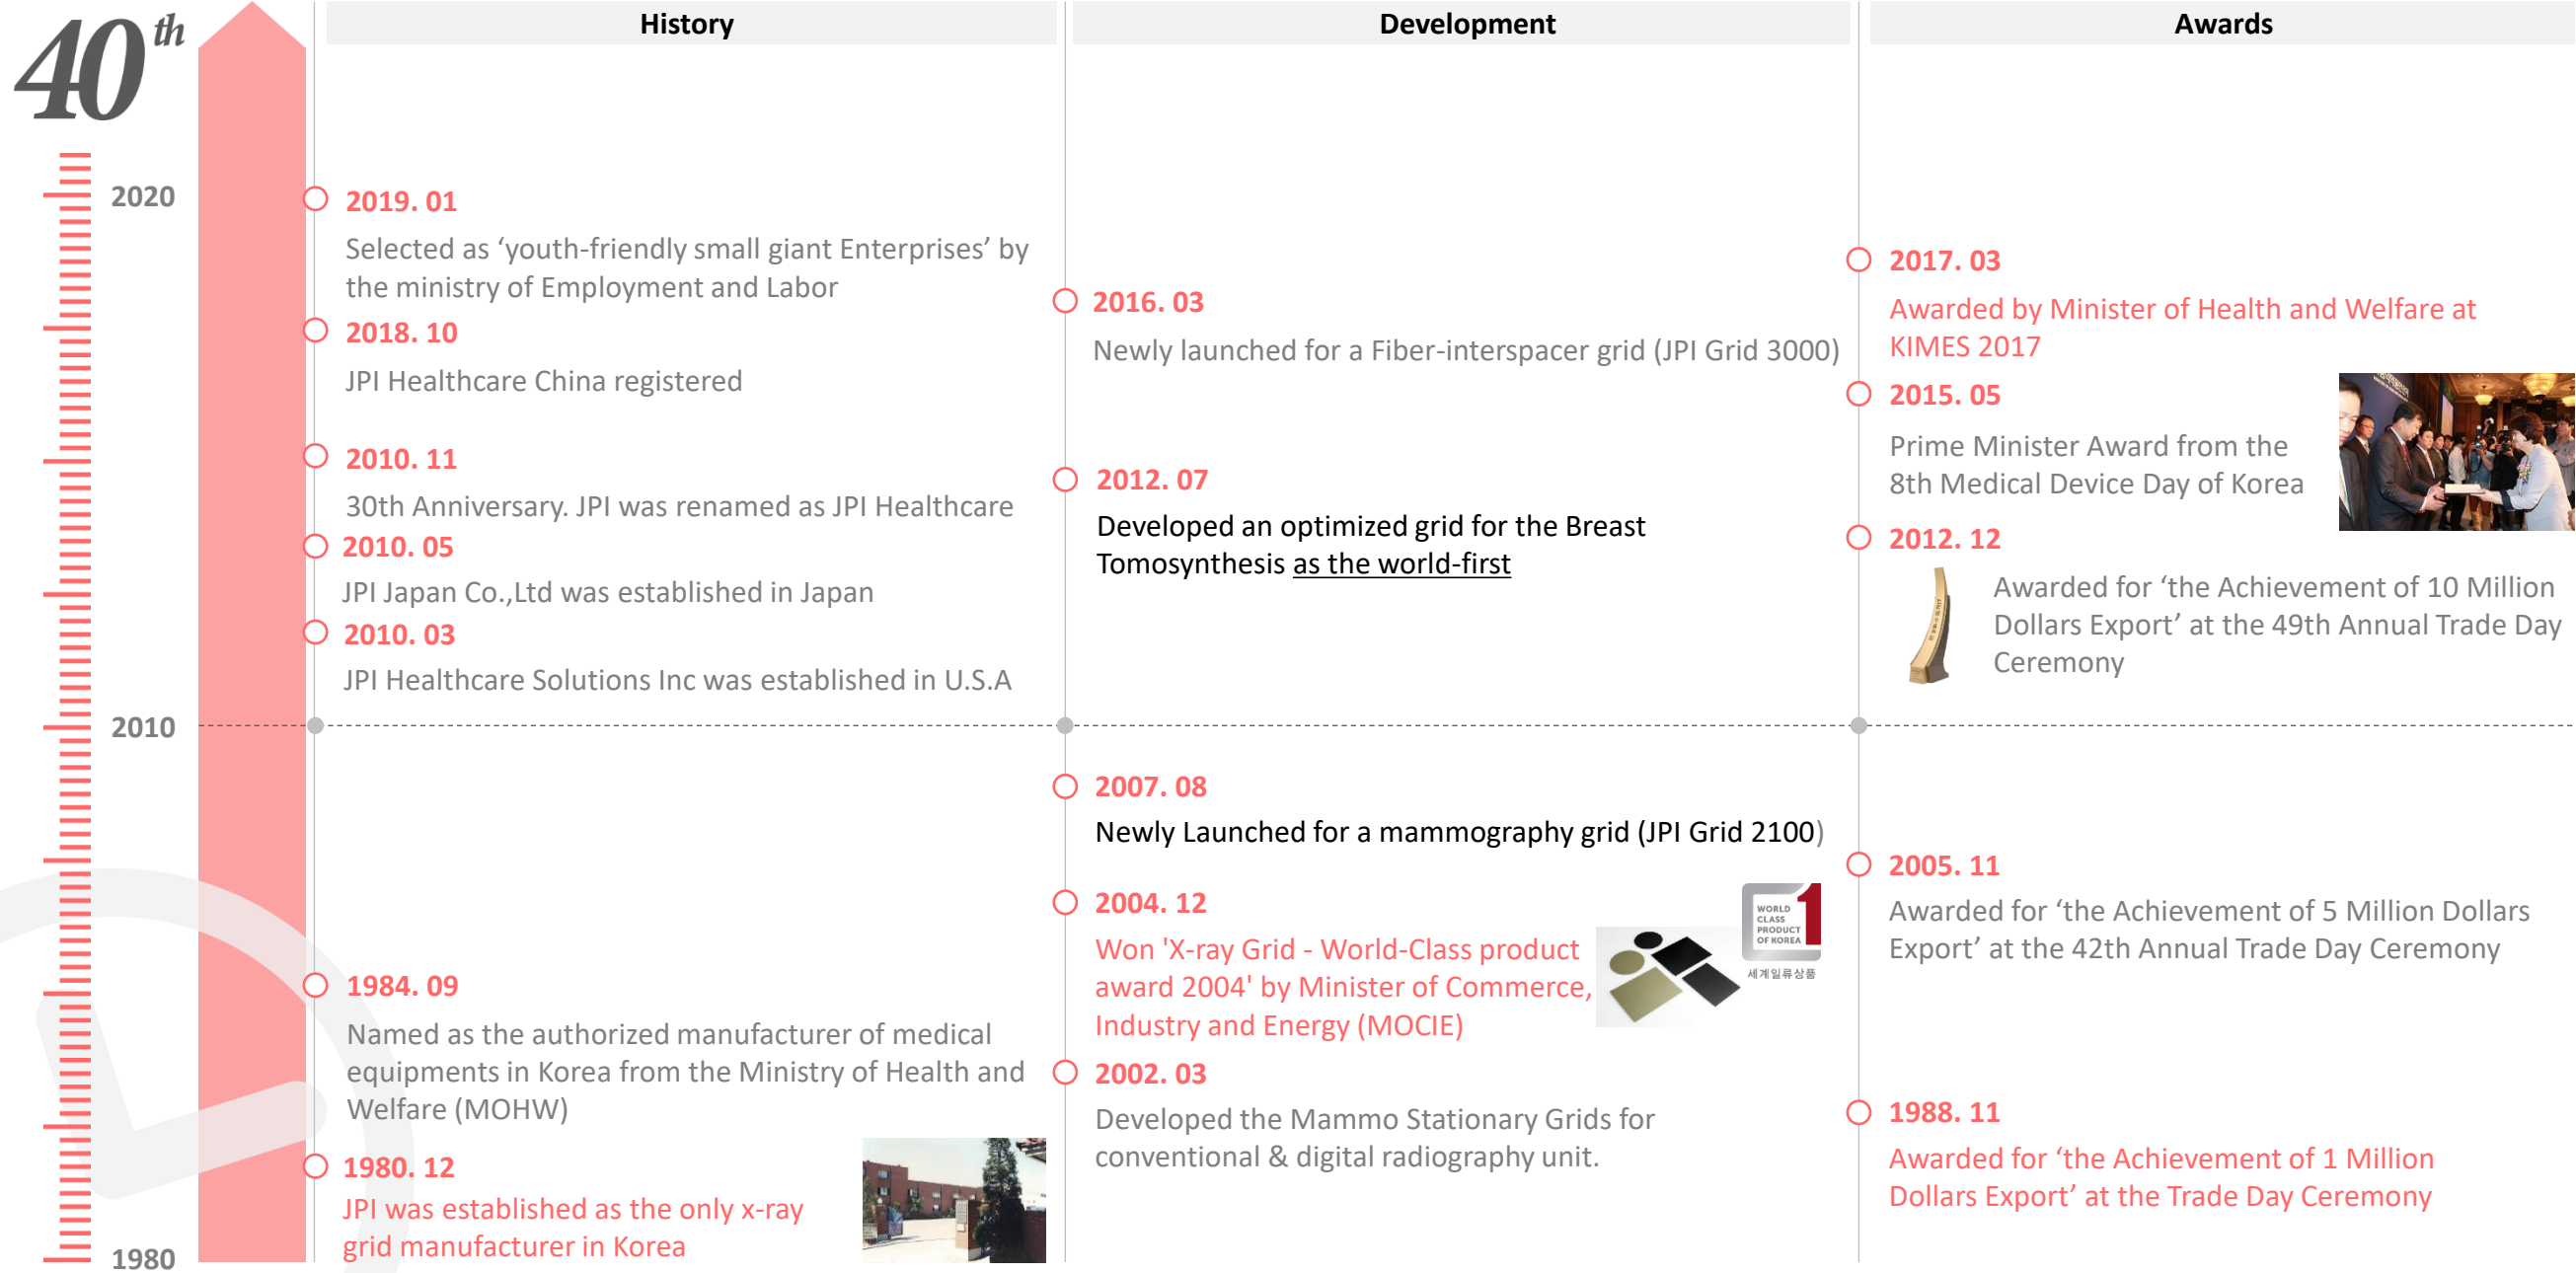 40th
History
Development
Awards
2020
2010
1980
2019. 01
Selected as ‘youth-friendly small giant Enterprises’ by
the ministry of Employment and Labor
2018. 10
JPI Healthcare China registered
2010. 11
30th Anniversary. JPI was renamed as JPI Healthcare
2010. 05
JPI Japan Co.,Ltd was established in Japan
2010. 03
JPI Healthcare Solutions Inc was established in U.S.A
1984. 09
Named as the authorized manufacturer of medical
equipments in Korea from the Ministry of Health and
Welfare (MOHW)
1980. 12
JPI was established as the only x-ray
grid manufacturer in Korea
2016. 03
Newly launched for a Fiber-interspacer grid (JPI Grid 3000)
2012. 07
Developed an optimized grid for the Breast
Tomosynthesis as the world-first
2007. 08
Newly Launched for a mammography grid (JPI Grid 2100)
2004. 12
Won 'X-ray Grid - World-Class product
award 2004' by Minister of Commerce,
Industry and Energy (MOCIE)
WORLD
CLASS
PRODUCT
OF KOREA
1
세계일류상품
2002. 03
Developed the Mammo Stationary Grids for
conventional & digital radiography unit.
2017. 03
Awarded by Minister of Health and Welfare at
KIMES 2017
2015. 05
Prime Minister Award from the
8th Medical Device Day of Korea
2012. 12
Awarded for ‘the Achievement of 10 Million
Dollars Export’ at the 49th Annual Trade Day
Ceremony
2005. 11
Awarded for ‘the Achievement of 5 Million Dollars
Export’ at the 42th Annual Trade Day Ceremony
1988. 11
Awarded for ‘the Achievement of 1 Million
Dollars Export’ at the Trade Day Ceremony